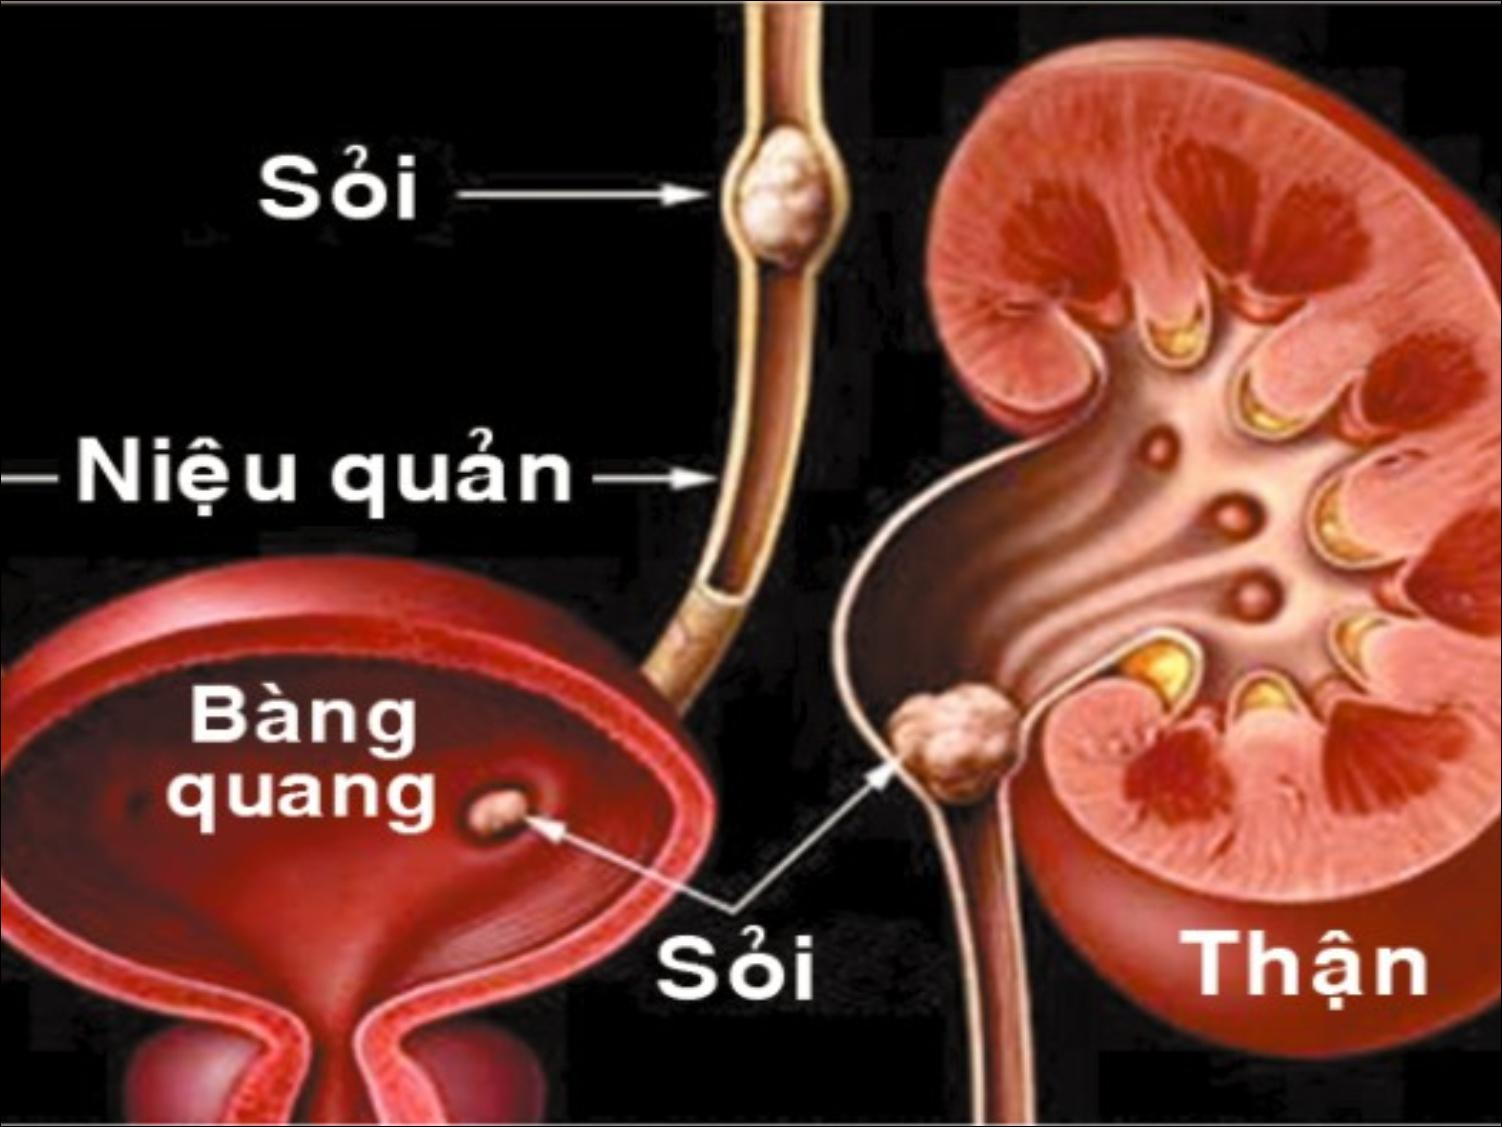 Sỏi
Niệu quản
Bàng
quang
Sỏi
Thận